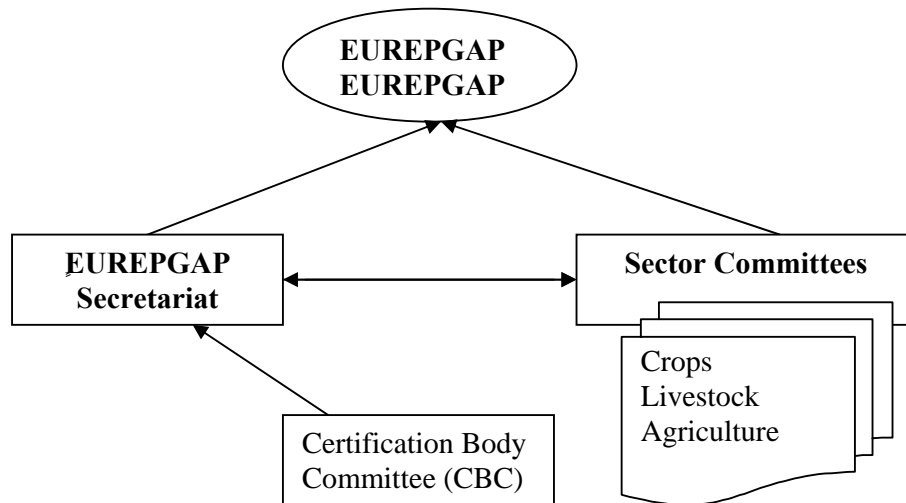 EUREPGAP
EUREPGAP
EUREPGAP
Secretariat
Sector Committees
Crops
Livestock
Agriculture
Certification Body
Committee (CBC)